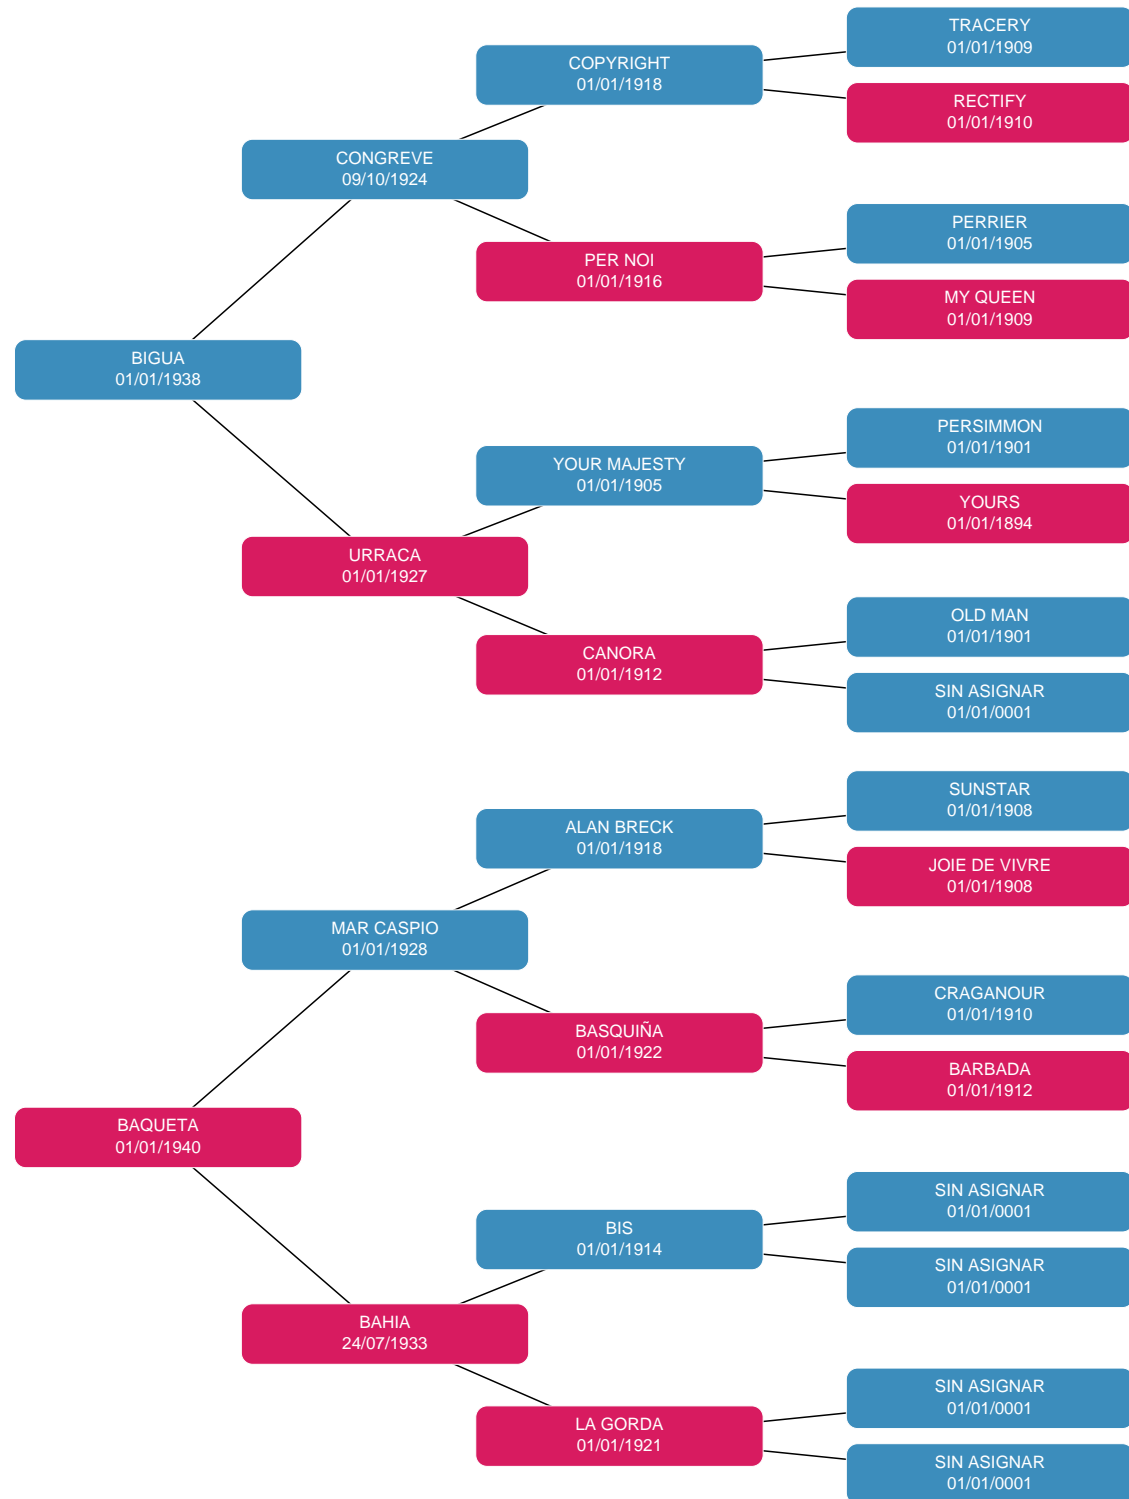 TRACERY
01/01/1909
COPYRIGHT
01/01/1918
RECTIFY
01/01/1910
CONGREVE
09/10/1924
PERRIER
01/01/1905
PER NOI
01/01/1916
MY QUEEN
01/01/1909
BIGUA
01/01/1938
PERSIMMON
01/01/1901
YOUR MAJESTY
01/01/1905
YOURS
01/01/1894
URRACA
01/01/1927
OLD MAN
01/01/1901
CANORA
01/01/1912
SIN ASIGNAR
01/01/0001
SUNSTAR
01/01/1908
ALAN BRECK
01/01/1918
JOIE DE VIVRE
01/01/1908
MAR CASPIO
01/01/1928
CRAGANOUR
01/01/1910
BASQUIÑA
01/01/1922
BARBADA
01/01/1912
BAQUETA
01/01/1940
SIN ASIGNAR
01/01/0001
BIS
01/01/1914
SIN ASIGNAR
01/01/0001
BAHIA
24/07/1933
SIN ASIGNAR
01/01/0001
LA GORDA
01/01/1921
SIN ASIGNAR
01/01/0001